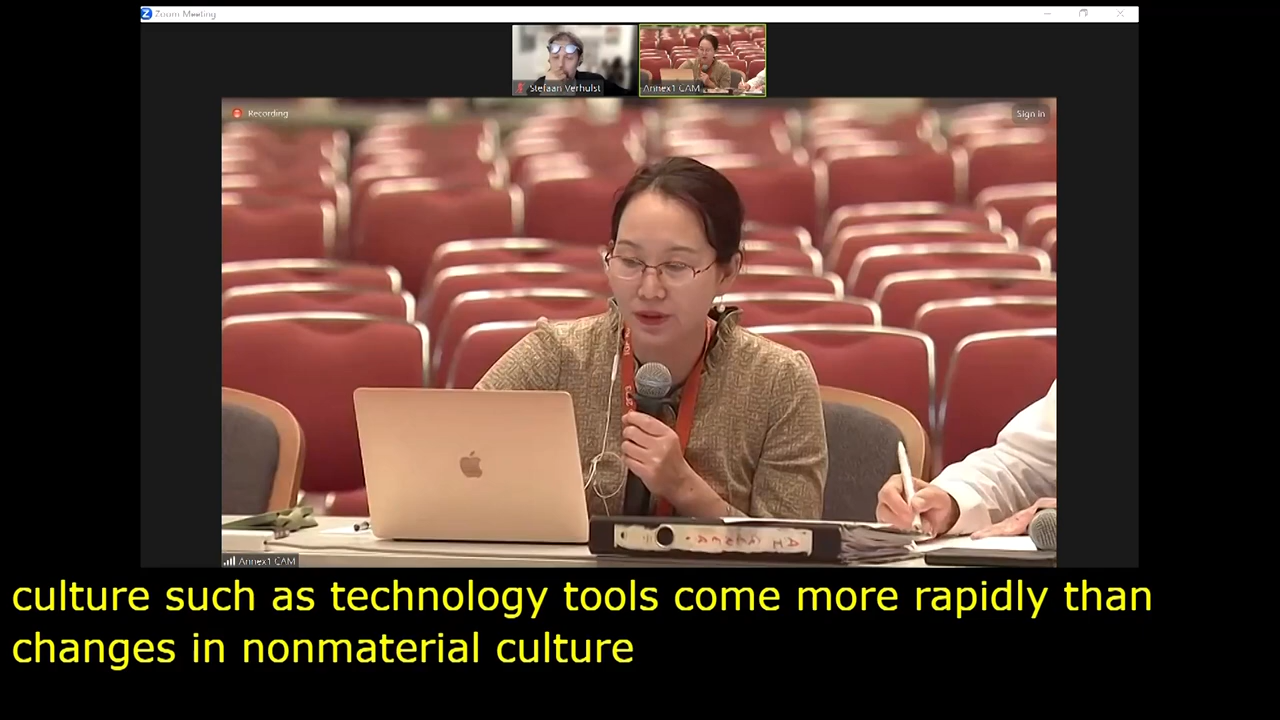 Zoom Meeting
Stefaan Verhulst
Annex1 CAM
Recording
Sign in
Annex1 CAM
culture such as technology tools come more rapidly than
changes in nonmaterial culture